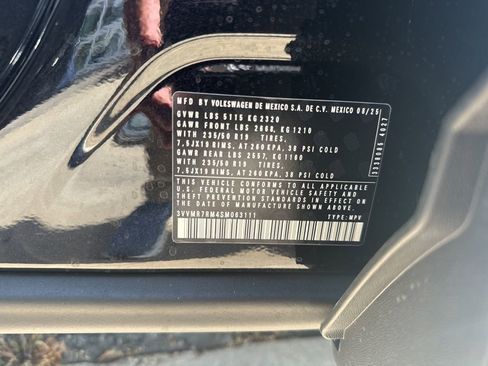 MFD BY VOLKSWAGEN DE MEXICO S.A. DE C.V. MEXICO 06/25
GVWR LBS 5115 KG 2320
GAWR FRONT LBS 2668, KG 1210
WITH 235/50 R19 TIRES,
7,5JX19 RIMS, AT 260 KPA, 38 PSI COLD
GAWR REAR LBS 2557, KG 1160
WITH 235/50 R19 TIRES,
7,5JX19 RIMS, AT 260 KPA, 38 PSI COLD
THIS VEHICLE CONFORMS TO ALL APPLICABLE
U.S. FEDERAL MOTOR VEHICLE SAFETY AND
THEFT PREVENTION STANDARDS IN EFFECT ON
THE DATE OF MANUFACTURE SHOWN ABOVE
3VVMR7RM4SM063111 TYPE: MPV
3330085 4027